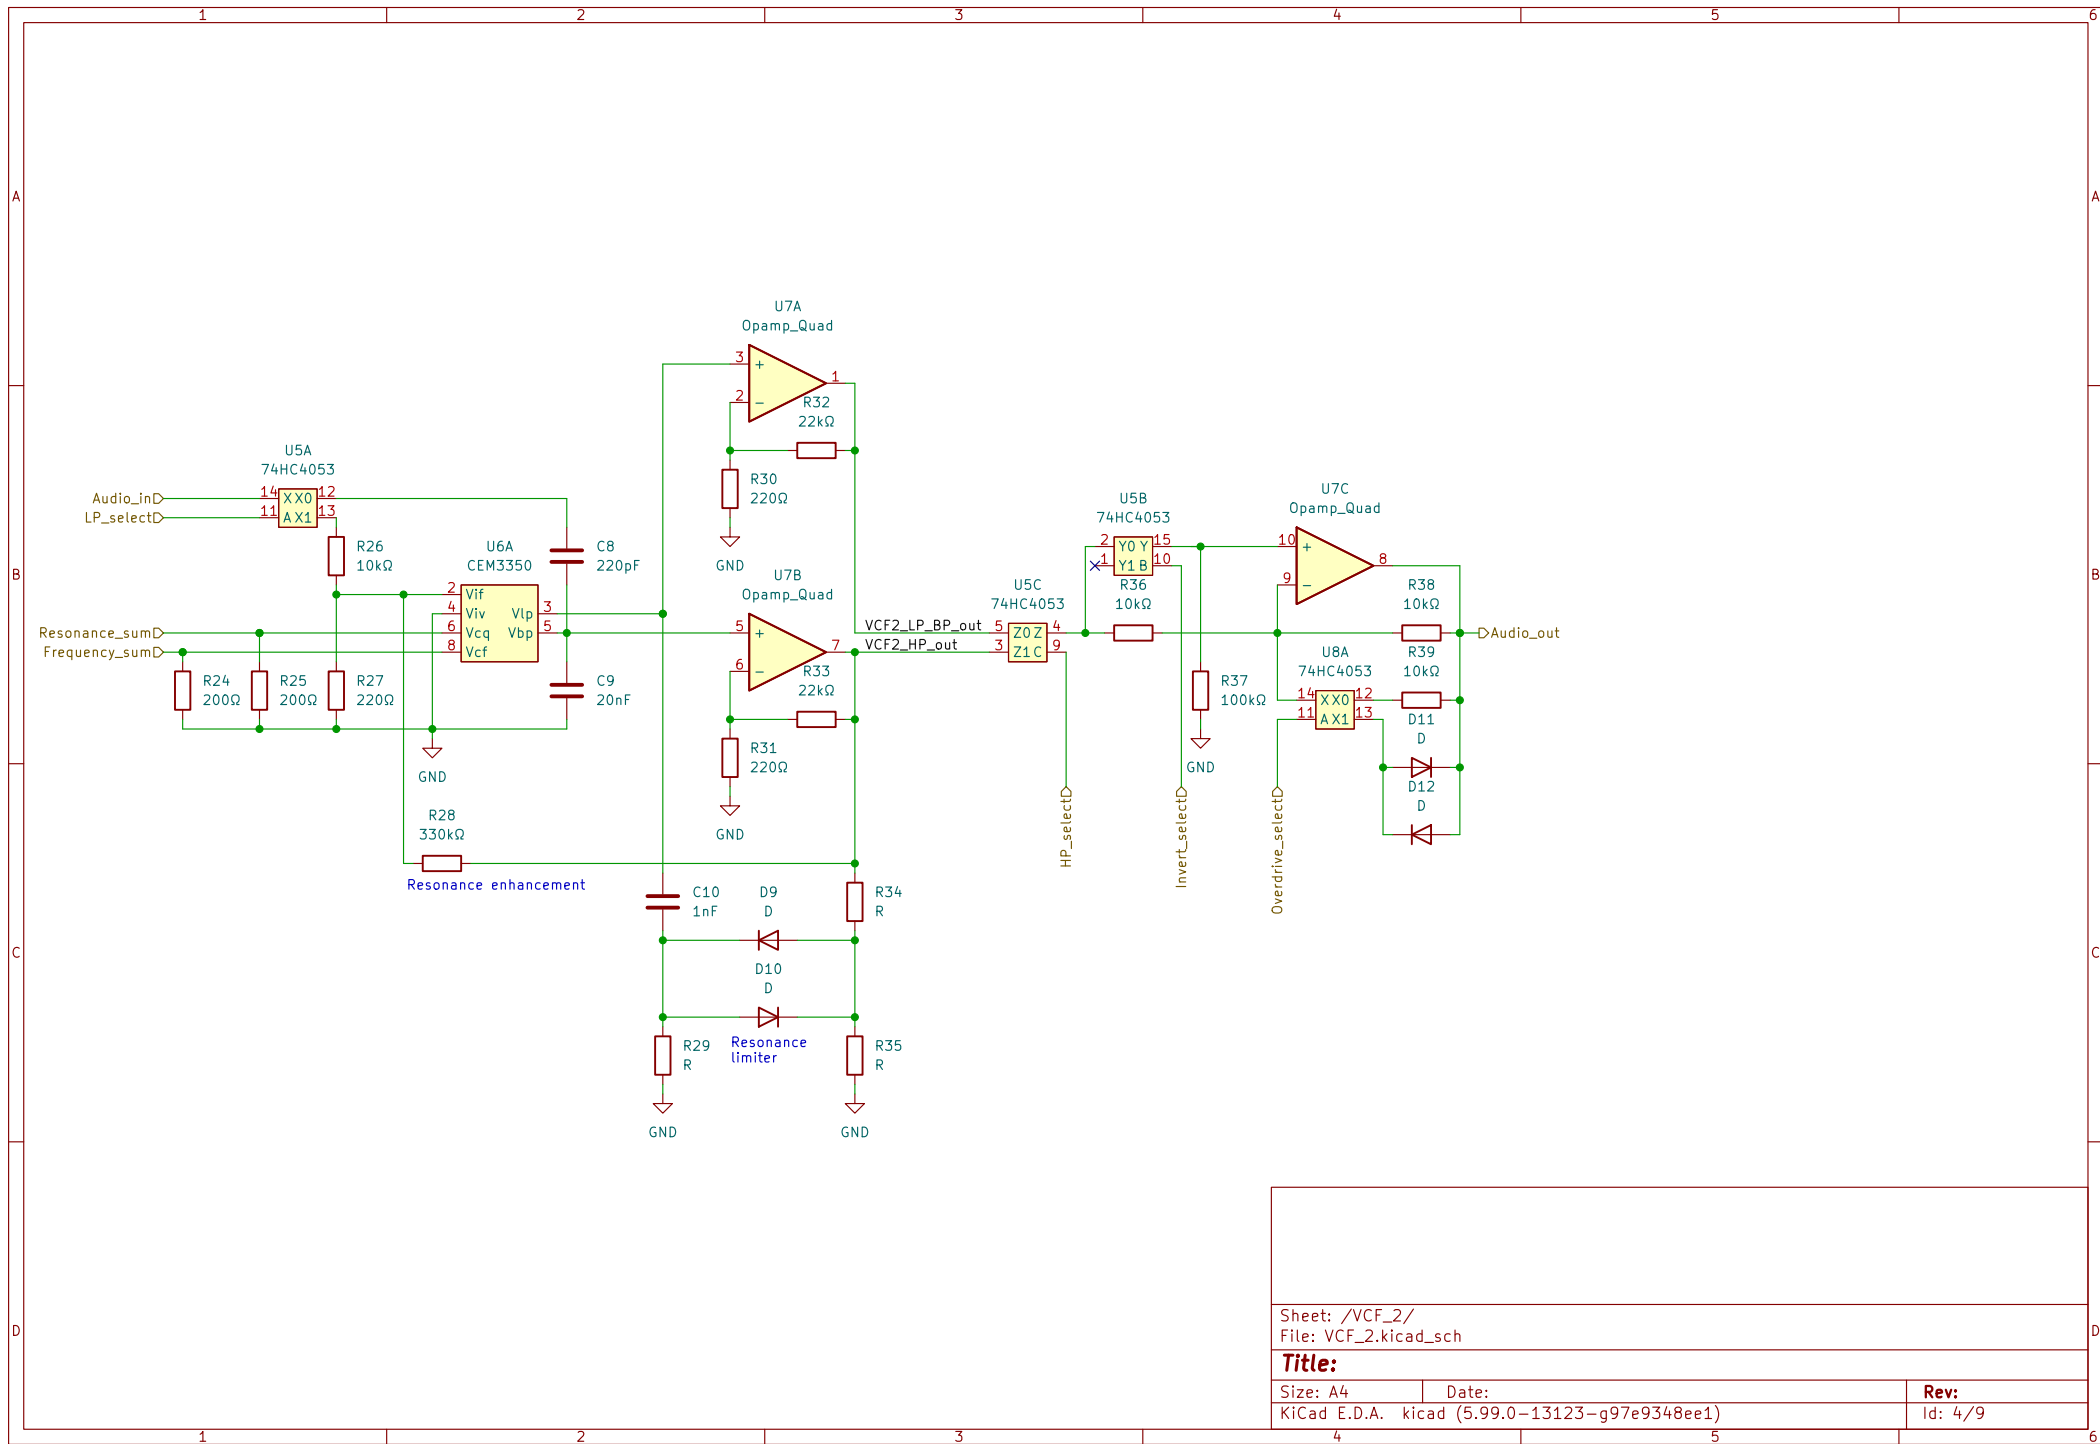 1 2 3 4 5 6
A A
B B
C C
D D
U7A
Opamp_Quad
3 +
1
2 −
R32
22kΩ
R30
220Ω
GND
U5A
74HC4053
Audio_in 14 X X0 12
LP_select 11 A X1 13
R26
10kΩ
U6A
CEM3350
2 Vif
4 Viv Vlp 3
6 Vcq Vbp 5
8 Vcf
C8
220pF
Resonance_sum
Frequency_sum
R24
200Ω
R25
200Ω
R27
220Ω
C9
20nF
GND
U7B
Opamp_Quad
5 +
7
6 −
R33
22kΩ
R31
220Ω
GND
VCF2_LP_BP_out
VCF2_HP_out
U5C
74HC4053
5 Z0 Z 4
3 Z1 C 9
U5B
74HC4053
2 Y0 Y 15
1 Y1 B 10
R36
10kΩ
U7C
Opamp_Quad
10 +
8
9 −
R38
10kΩ
Audio_out
R37
100kΩ
GND
U8A
74HC4053
14 X X0 12
11 A X1 13
R39
10kΩ
D11
D
D12
D
HP_select
Invert_select
Overdrive_select
R28
330kΩ
Resonance enhancement
C10
1nF
D9
D
R34
R
D10
D
Resonance
limiter
R29
R
R35
R
GND
GND
Sheet: /VCF_2/
File: VCF_2.kicad_sch
Title:
Size: A4 Date: Rev:
KiCad E.D.A. kicad (5.99.0-13123-g97e9348ee1) Id: 4/9
1 2 3 4 5 6